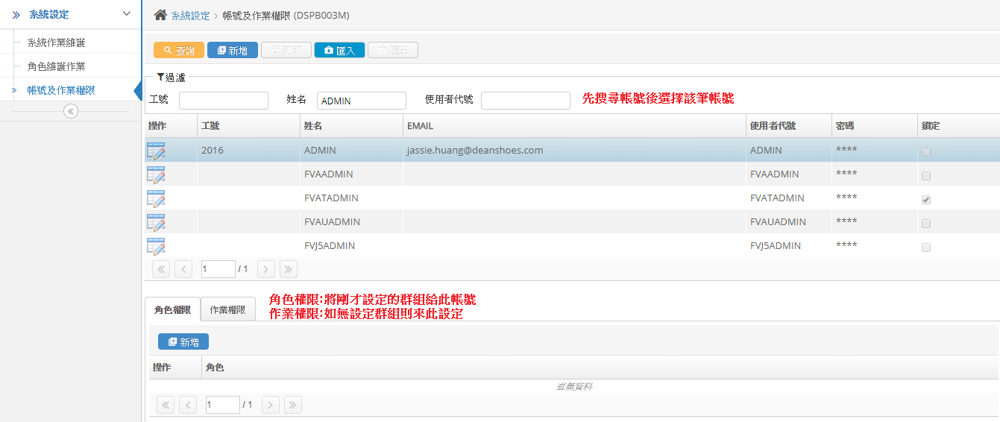 系統設定
系統作業維護
角色維護作業
帳號及作業權限
系統設定 > 帳號及作業權限 (DSPB003M)
查詢 新增 列印 匯入 匯出
過濾
工號 姓名 ADMIN 使用者代號 先搜尋帳號後選擇該筆帳號
操作 工號 姓名 EMAIL 使用者代號 密碼 鎖定
2016 ADMIN jassie.huang@deanshoes.com ADMIN ****
FVAADMIN FVAADMIN ****
FVATADMIN FVATADMIN ****
FVAUADMIN FVAUADMIN ****
FVJ5ADMIN FVJ5ADMIN ****
1 / 1
角色權限 作業權限
角色權限:將剛才設定的群組給此帳號
作業權限:如無設定群組則來此設定
新增
操作 角色
查無資料
1 / 1